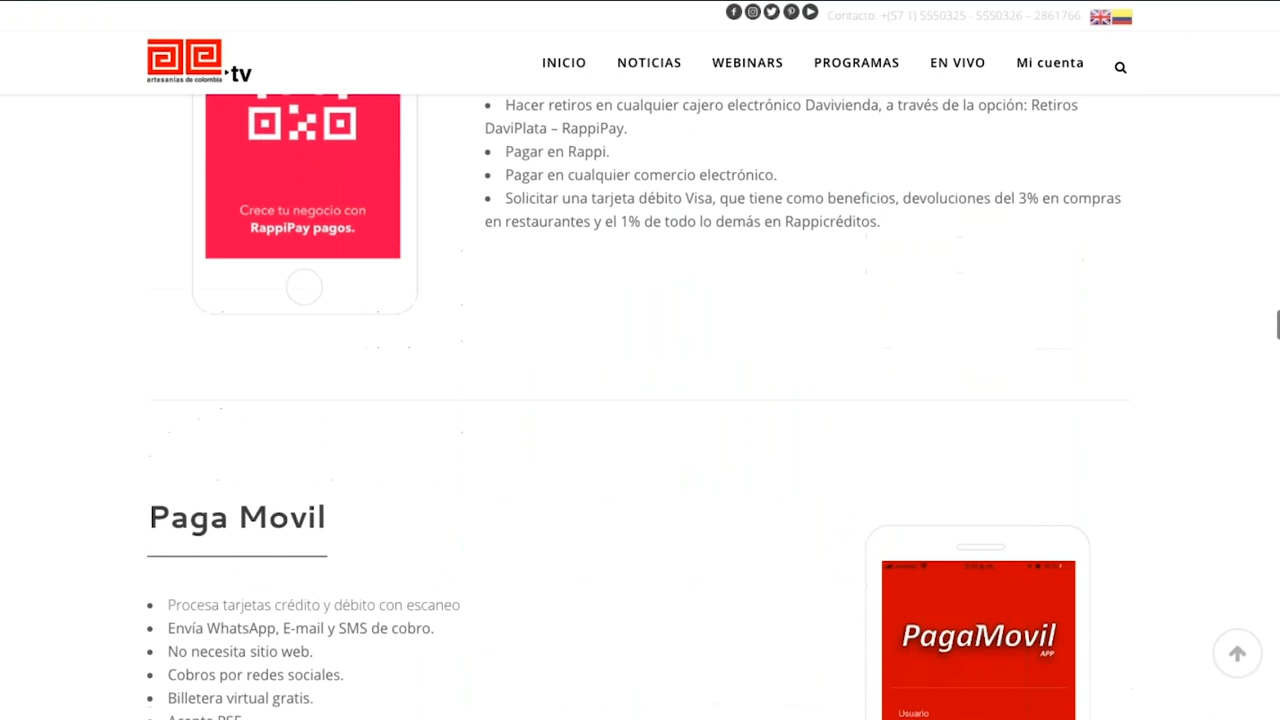 Contacto: +(57 1) 5550325 - 5550326 – 2861766
artesanías de colombia
tv
INICIO NOTICIAS WEBINARS PROGRAMAS EN VIVO Mi cuenta
• Hacer retiros en cualquier cajero electrónico Davivienda, a través de la opción: Retiros
DaviPlata – RappiPay.
• Pagar en Rappi.
• Pagar en cualquier comercio electrónico.
• Solicitar una tarjeta débito Visa, que tiene como beneficios, devoluciones del 3% en compras
en restaurantes y el 1% de todo lo demás en Rappicréditos.
Crece tu negocio con
RappiPay pagos.
Paga Movil
• Procesa tarjetas crédito y débito con escaneo
• Envía WhatsApp, E-mail y SMS de cobro.
• No necesita sitio web.
• Cobros por redes sociales.
• Billetera virtual gratis.
• Acepta PSE
PagaMovil
APP
Usuario